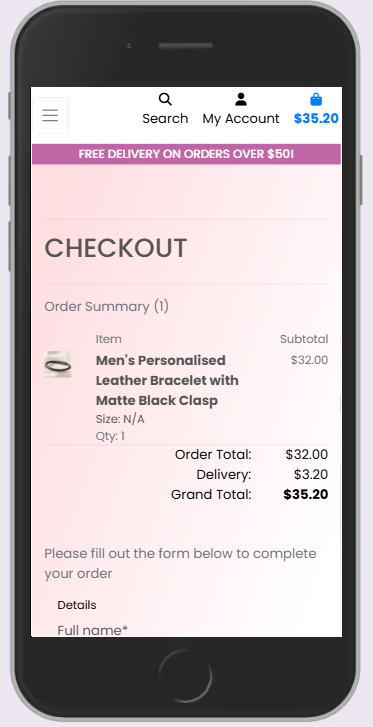 Search My Account $35.20
FREE DELIVERY ON ORDERS OVER $50!
CHECKOUT
Order Summary (1)
Item Subtotal
Men's Personalised $32.00
Leather Bracelet with
Matte Black Clasp
Size: N/A
Qty: 1
Order Total: $32.00
Delivery: $3.20
Grand Total: $35.20
Please fill out the form below to complete
your order
Details
Full name*